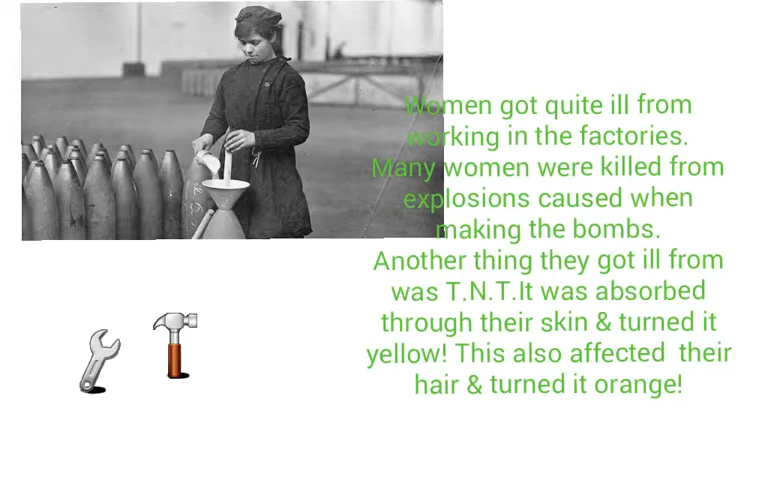 Women got quite ill from
working in the factories.
Many women were killed from
explosions caused when
making the bombs.
Another thing they got ill from
was T.N.T.It was absorbed
through their skin & turned it
yellow! This also affected  their
hair & turned it orange!